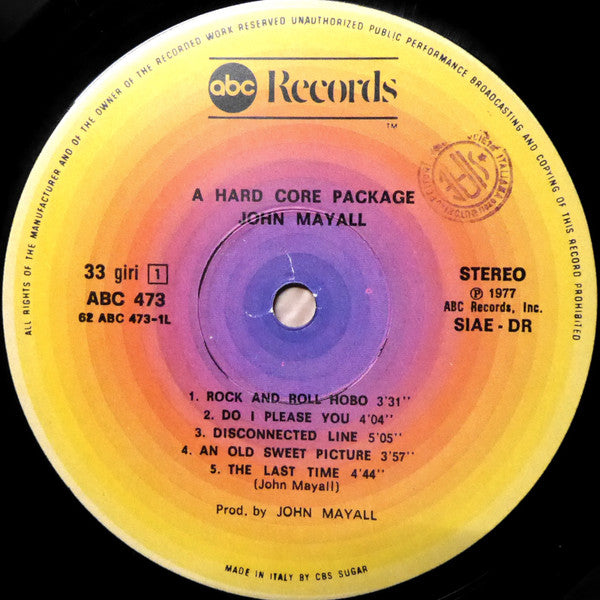 ALL RIGHTS OF THE MANUFACTURER AND OF THE OWNER OF THE RECORDED WORK RESERVED UNAUTHORIZED PUBLIC PERFORMANCE BROADCASTING AND COPYING OF THIS RECORD PROHIBITED
abc Records
TM
SIAE
A HARD CORE PACKAGE
JOHN MAYALL
33 giri 1
ABC 473
62 ABC 473-1L
STEREO
℗ 1977
ABC Records, Inc.
SIAE - DR
1. ROCK AND ROLL HOBO 3'31''
2. DO I PLEASE YOU 4'04''
3. DISCONNECTED LINE 5'05''
4. AN OLD SWEET PICTURE 3'57''
5. THE LAST TIME 4'44''
(John Mayall)
Prod. by JOHN MAYALL
MADE IN ITALY BY CBS SUGAR